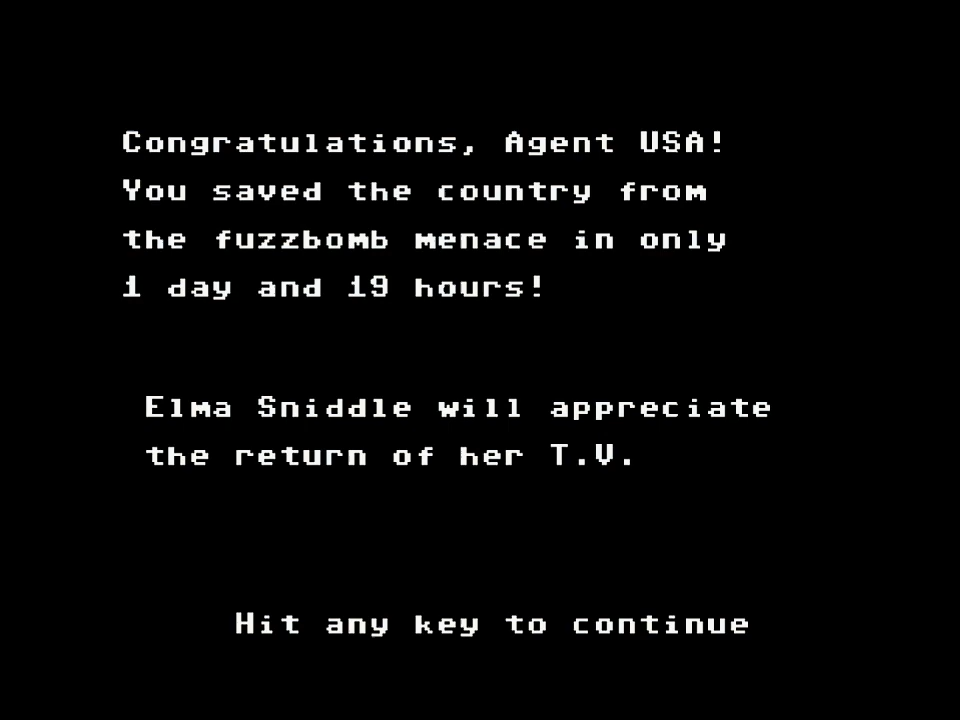 Congratulations, Agent USA!
You saved the country from
the fuzzbomb menace in only
1 day and 19 hours!
Elma Sniddle will appreciate
the return of her T.V.
Hit any key to continue